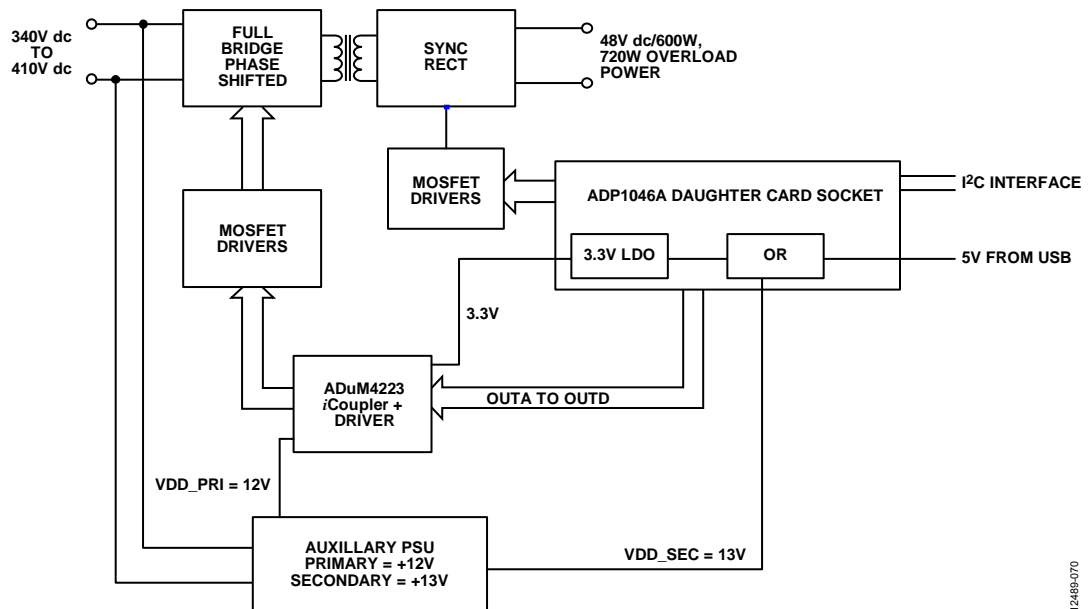 340V dc
TO
410V dc
FULL
BRIDGE
PHASE
SHIFTED
SYNC
RECT
48V dc/600W,
720W OVERLOAD
POWER
MOSFET
DRIVERS
MOSFET
DRIVERS
ADP1046A DAUGHTER CARD SOCKET
I²C INTERFACE
3.3V LDO
OR
5V FROM USB
3.3V
ADuM4223
iCoupler +
DRIVER
OUTA TO OUTD
VDD_PRI = 12V
AUXILLARY PSU
PRIMARY = +12V
SECONDARY = +13V
VDD_SEC = 13V
12489-070